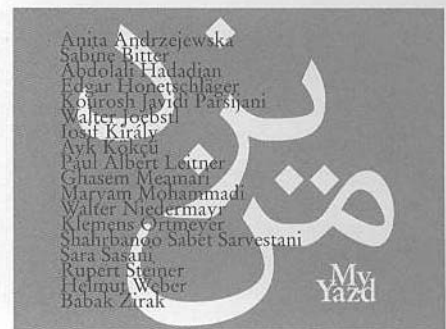 Anita Andrzejewska
Sabine Bitter
Abdolali Hadadian
Edgar Honetschläger
Kourosh Javidi Parsijani
Walter Joebstl
Iosif Király
Ayk Kökçü
Paul Albert Leitner
Ghasem Meamari
Maryam Mohammadi
Walter Niedermayr
Klemens Ortmeyer
Shahrbanoo Sabet Sarvestani
Sara Sasani
Rupert Steiner
Helmut Weber
Babak Zirak
یزد
من
My
Yazd